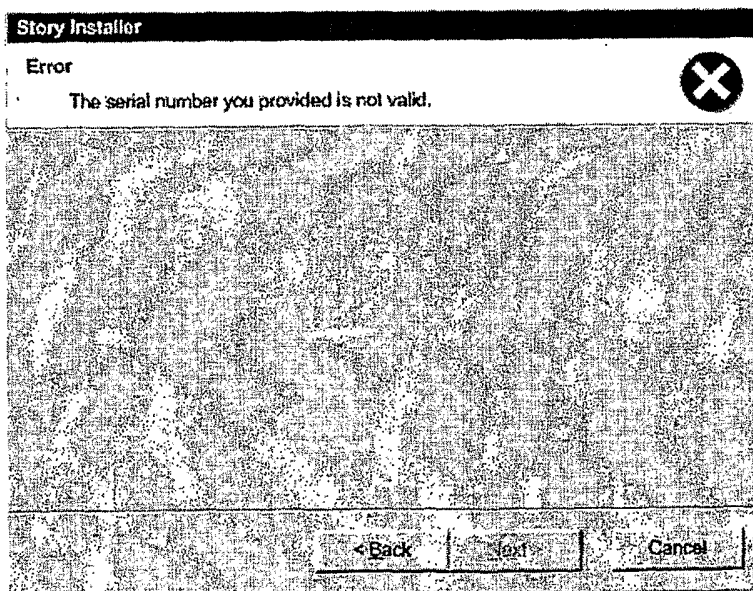 Story Installer
Error
The serial number you provided is not valid.
< Back
Next
Cancel